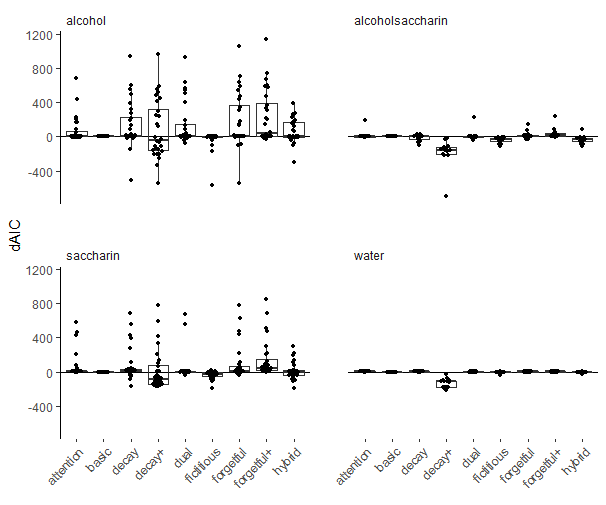 alcohol
alcoholsaccharin
1200
800
400
0
-400
dAIC
saccharin
water
1200
800
400
0
-400
attention
basic
decay
decay+
dual
fictitious
forgetful
forgetful+
hybrid
attention
basic
decay
decay+
dual
fictitious
forgetful
forgetful+
hybrid